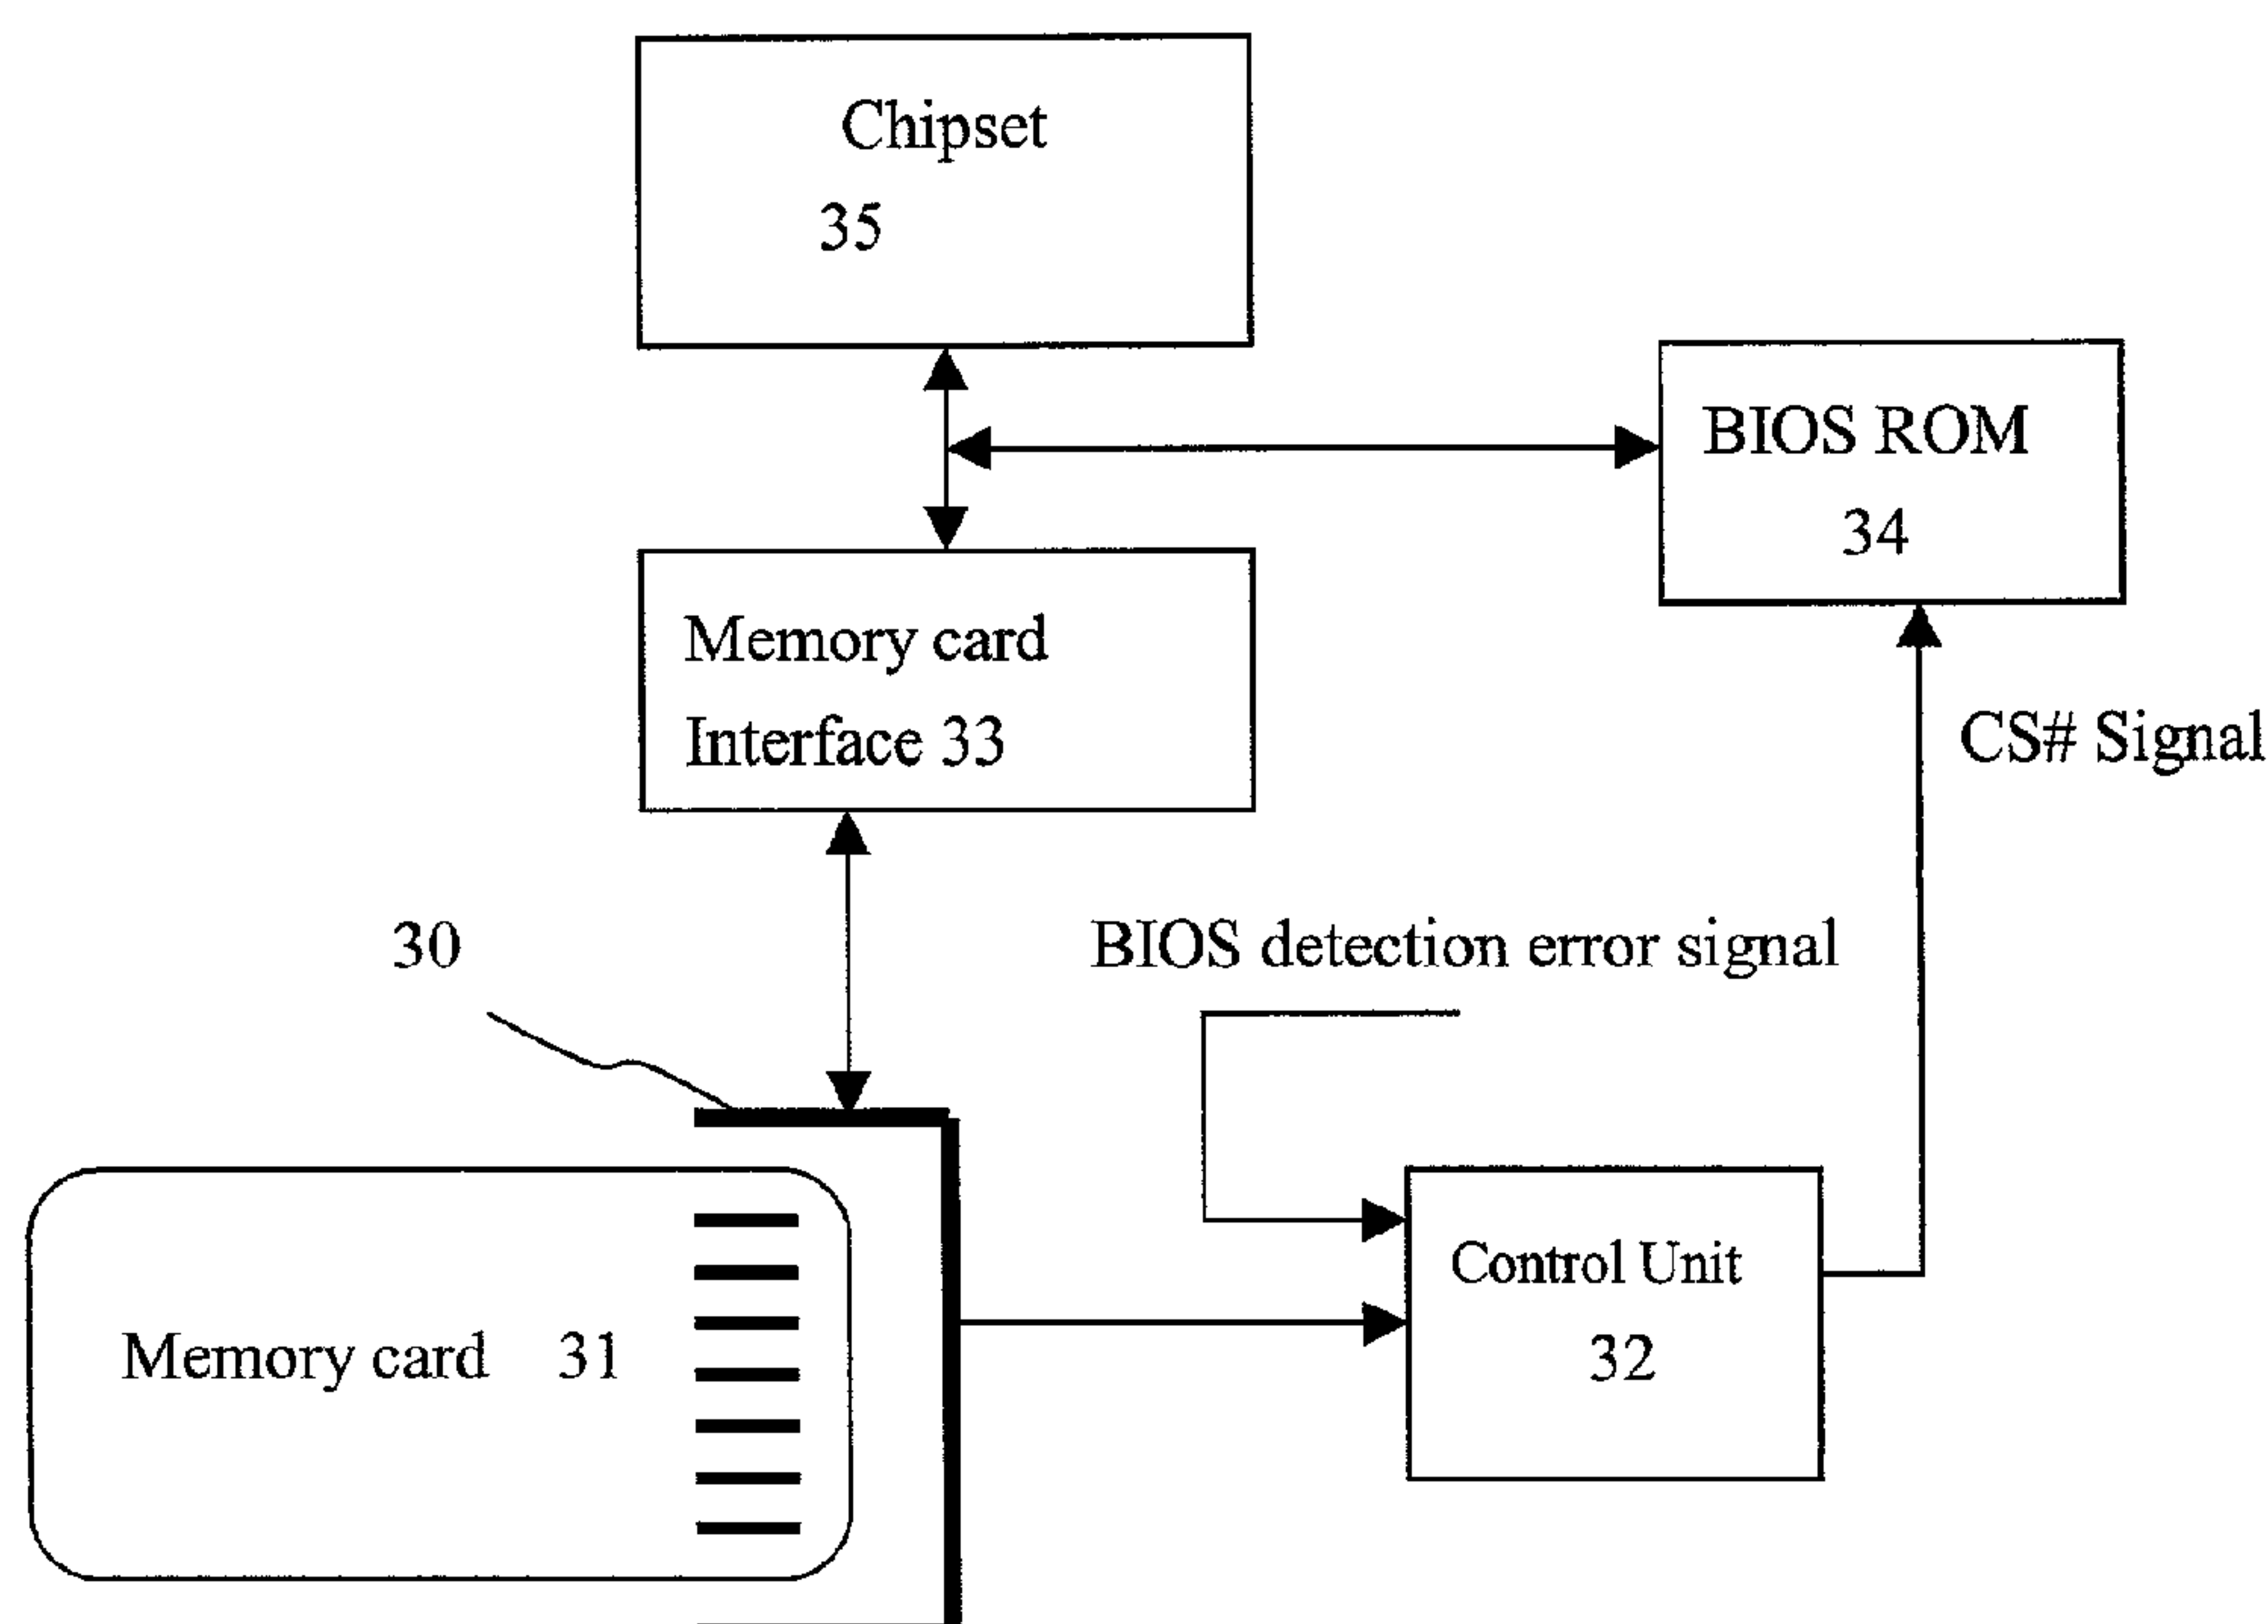 Chipset
35
BIOS ROM
34
Memory card
Interface 33
CS# Signal
30
BIOS detection error signal
Control Unit
32
Memory card 31